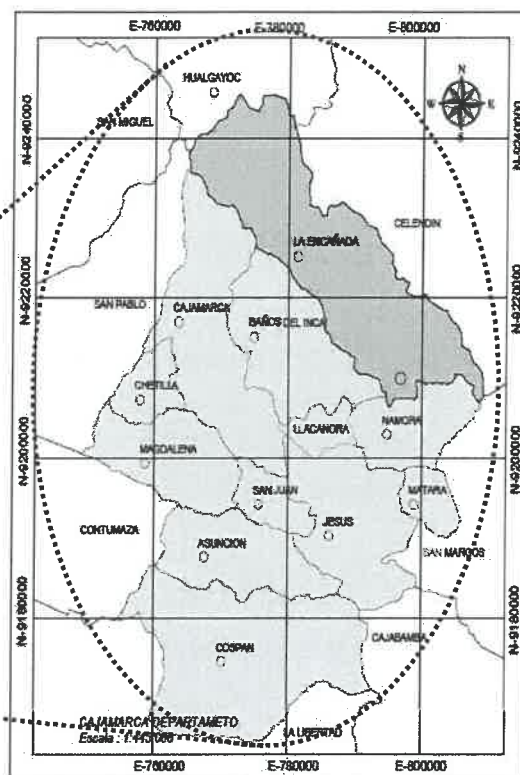 E-760000 E-780000 E-800000
HUALGAYOC
N
W E
S
N-9240000 N-9240000
SAN MIGUEL
CELENDIN
LA ENCAÑADA
N-9220000 N-9220000
SAN PABLO
CAJAMARCA
BAÑOS DEL INCA
CHETILLA
LLACANORA
NAMORA
N-9200000 N-9200000
MAGDALENA
SAN JUAN
MATARA
CONTUMAZA
JESUS
ASUNCION
SAN MARCOS
N-9180000 N-9180000
CAJABAMBA
COSPAN
CAJAMARCA DEPARTAMETO
Escala :
LA LIBERTAD
E-760000 E-780000 E-800000